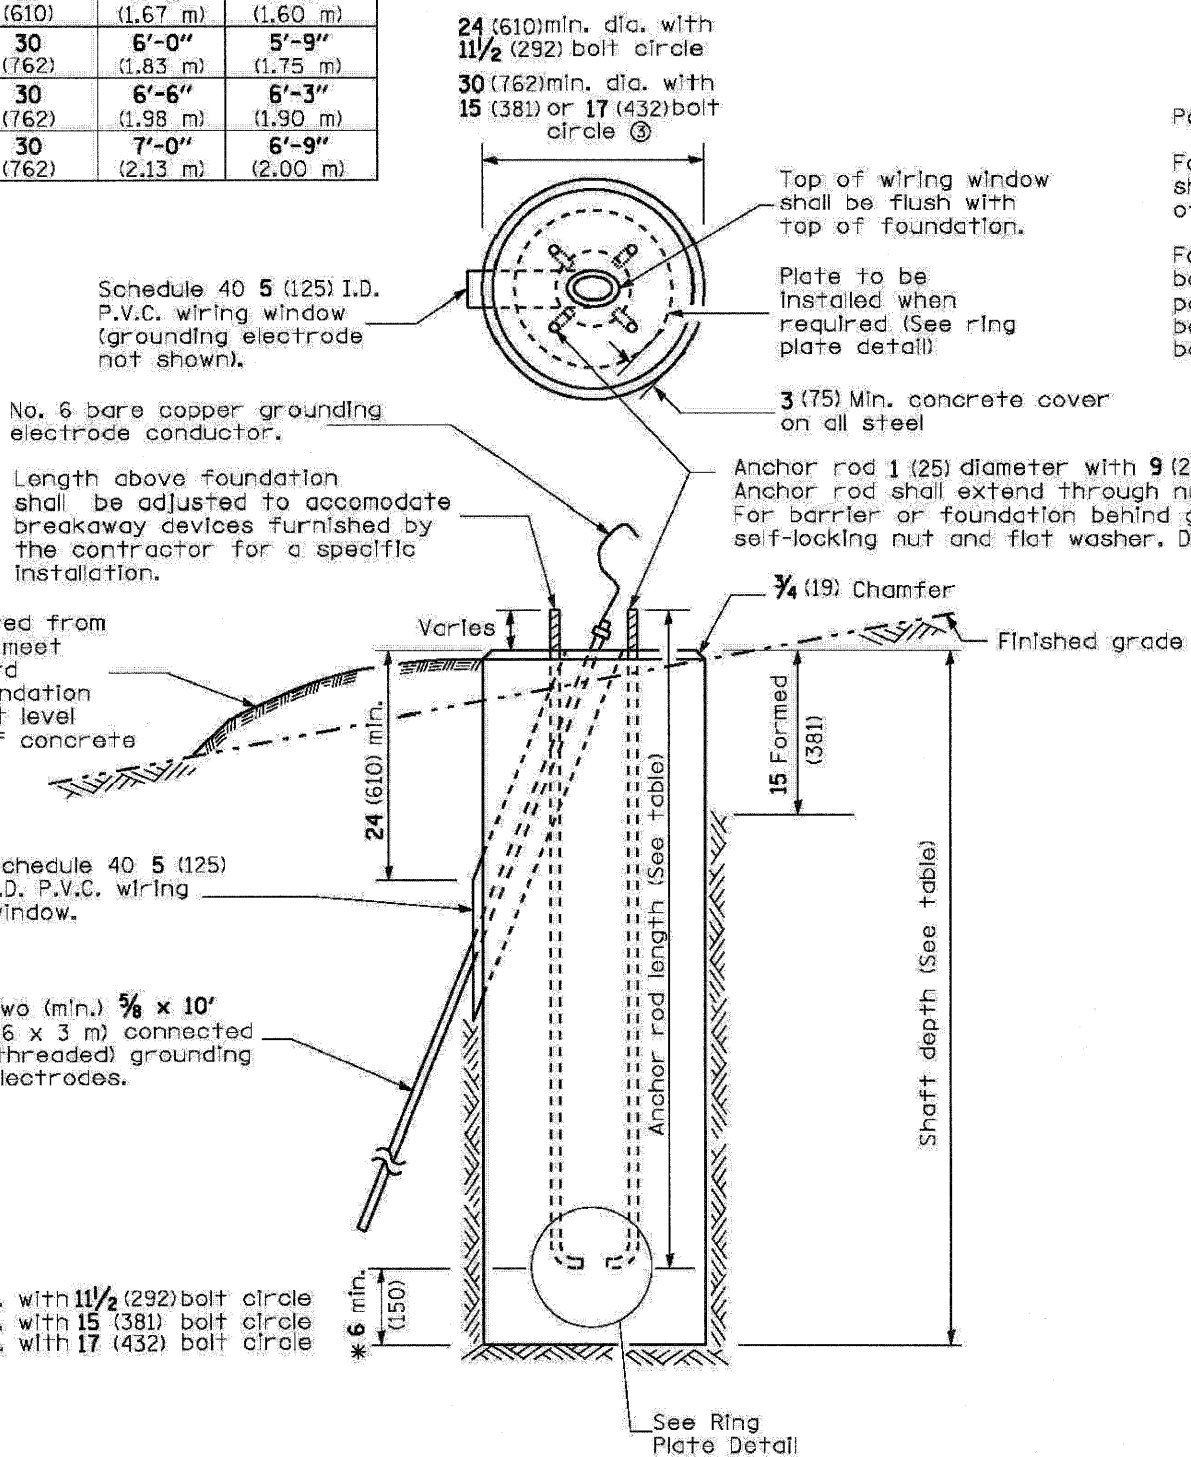 (610) (1.67 m) (1.60 m)
30 6'-0" 5'-9"
(762) (1.83 m) (1.75 m)
30 6'-6" 6'-3"
(762) (1.98 m) (1.90 m)
30 7'-0" 6'-9"
(762) (2.13 m) (2.00 m)
24 (610)min. dia. with
11½ (292) bolt circle
30 (762)min. dia. with
15 (381) or 17 (432)bolt
circle ③
Top of wiring window
shall be flush with
top of foundation.
Schedule 40 5 (125) I.D.
P.V.C. wiring window
(grounding electrode
not shown).
Plate to be
installed when
required (See ring
plate detail)
3 (75) Min. concrete cover
on all steel
No. 6 bare copper grounding
electrode conductor.
Length above foundation
shall be adjusted to accomodate
breakaway devices furnished by
the contractor for a specific
installation.
Anchor rod 1 (25) diameter with 9
Anchor rod shall extend through
For barrier or foundation behind
self-locking nut and flat washer.
¾ (19) Chamfer
Varies
Finished grade
from
meet
level
concrete
24 (610) min.
15 Formed
(381)
Anchor rod length (See table)
Shaft depth (See table)
40 5 (125)
P.V.C. wiring
(min.) ⅝ x 10'
x 3 m) connected
threaded) grounding
* 6 min.
(150)
with 11½ (292)bolt circle
with 15 (381) bolt circle
with 17 (432) bolt circle
See Ring
Plate Detail